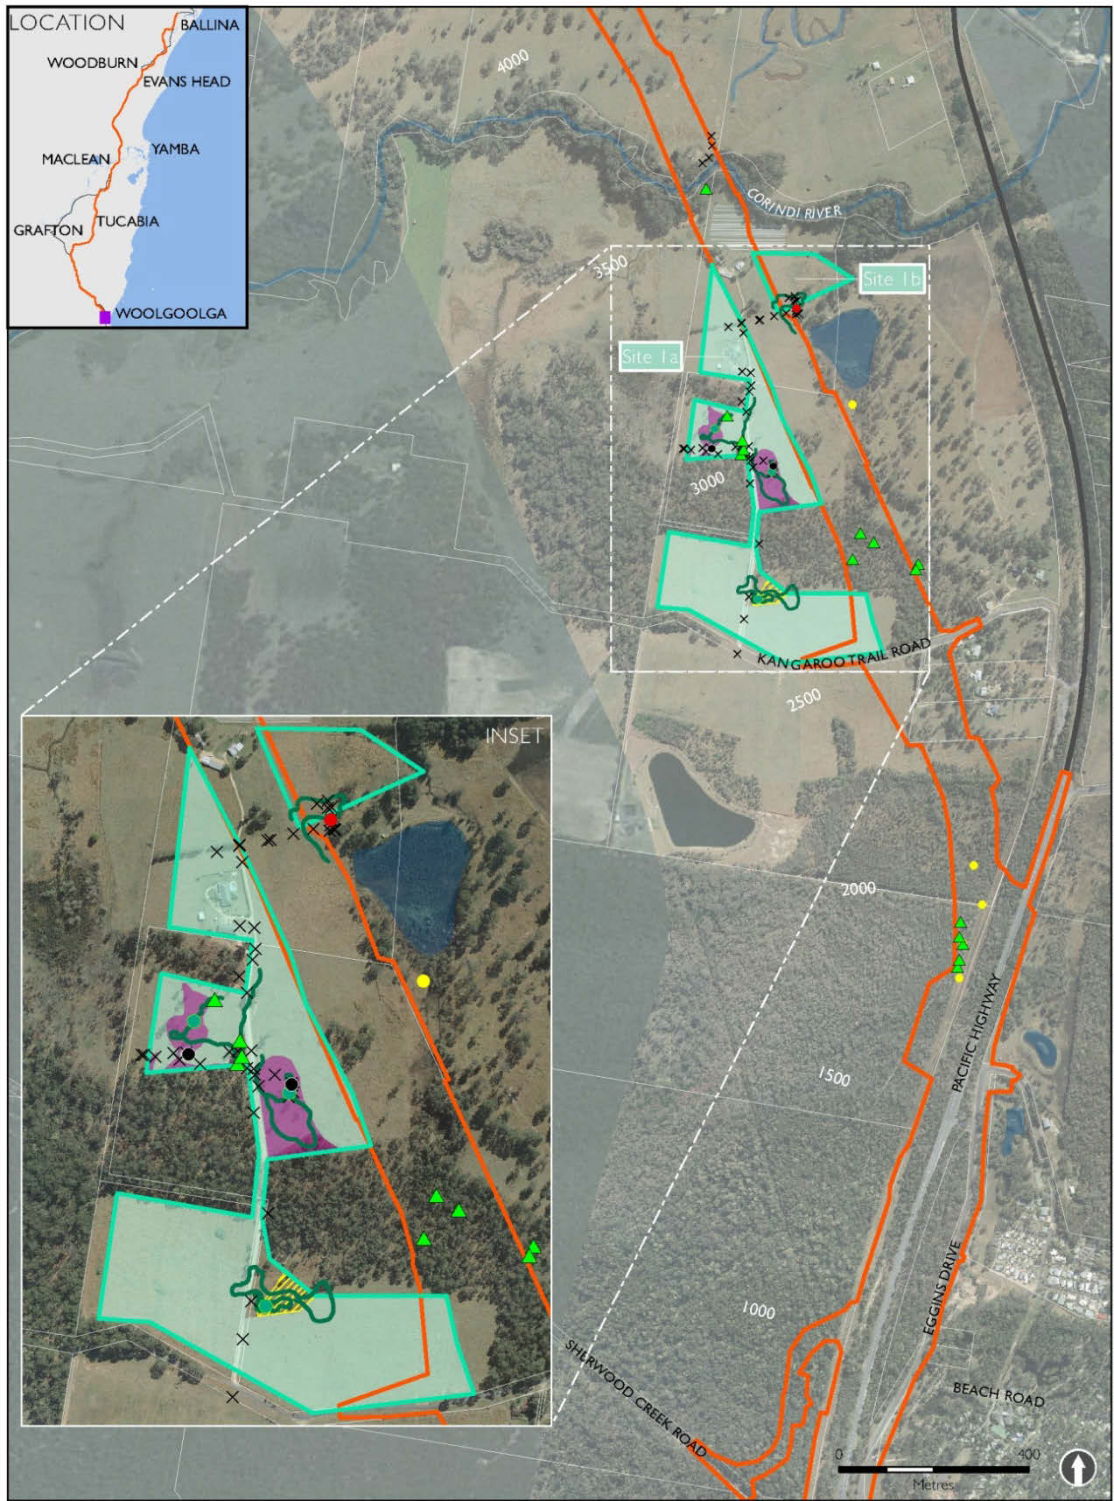 LOCATION
BALLINA
WOODBURN
EVANS HEAD
MACLEAN
YAMBA
TUCABIA
GRAFTON
WOOLGOOLGA
4000
CORINDI RIVER
3500
Site 1b
Site 1a
3000
KANGAROO TRAIL ROAD
2500
INSET
2000
PACIFIC HIGHWAY
1500
EGGINS DRIVE
1000
SHERWOOD CREEK ROAD
BEACH ROAD
0 400
Metres